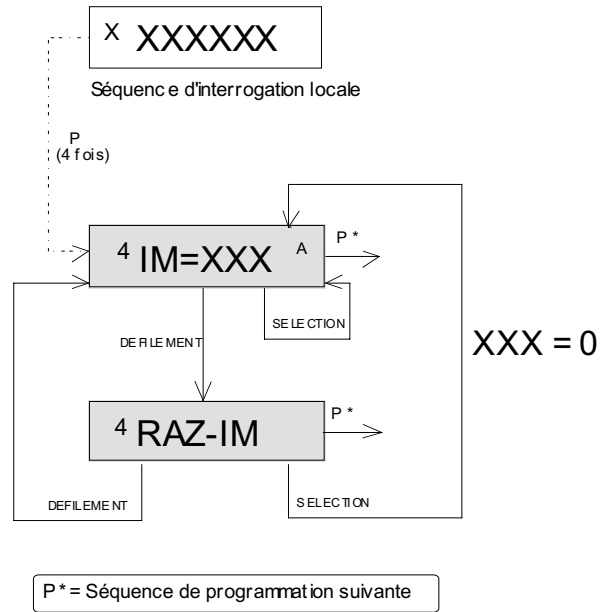 X XXXXXX
Séquence d'interrogation locale
P
(4 fois)
4 IM=XXX A
P *
SELECTION
DEFILEMENT
XXX = 0
4 RAZ-IM
P *
DEFILEMENT
SELECTION
P * = Séquence de programmation suivante